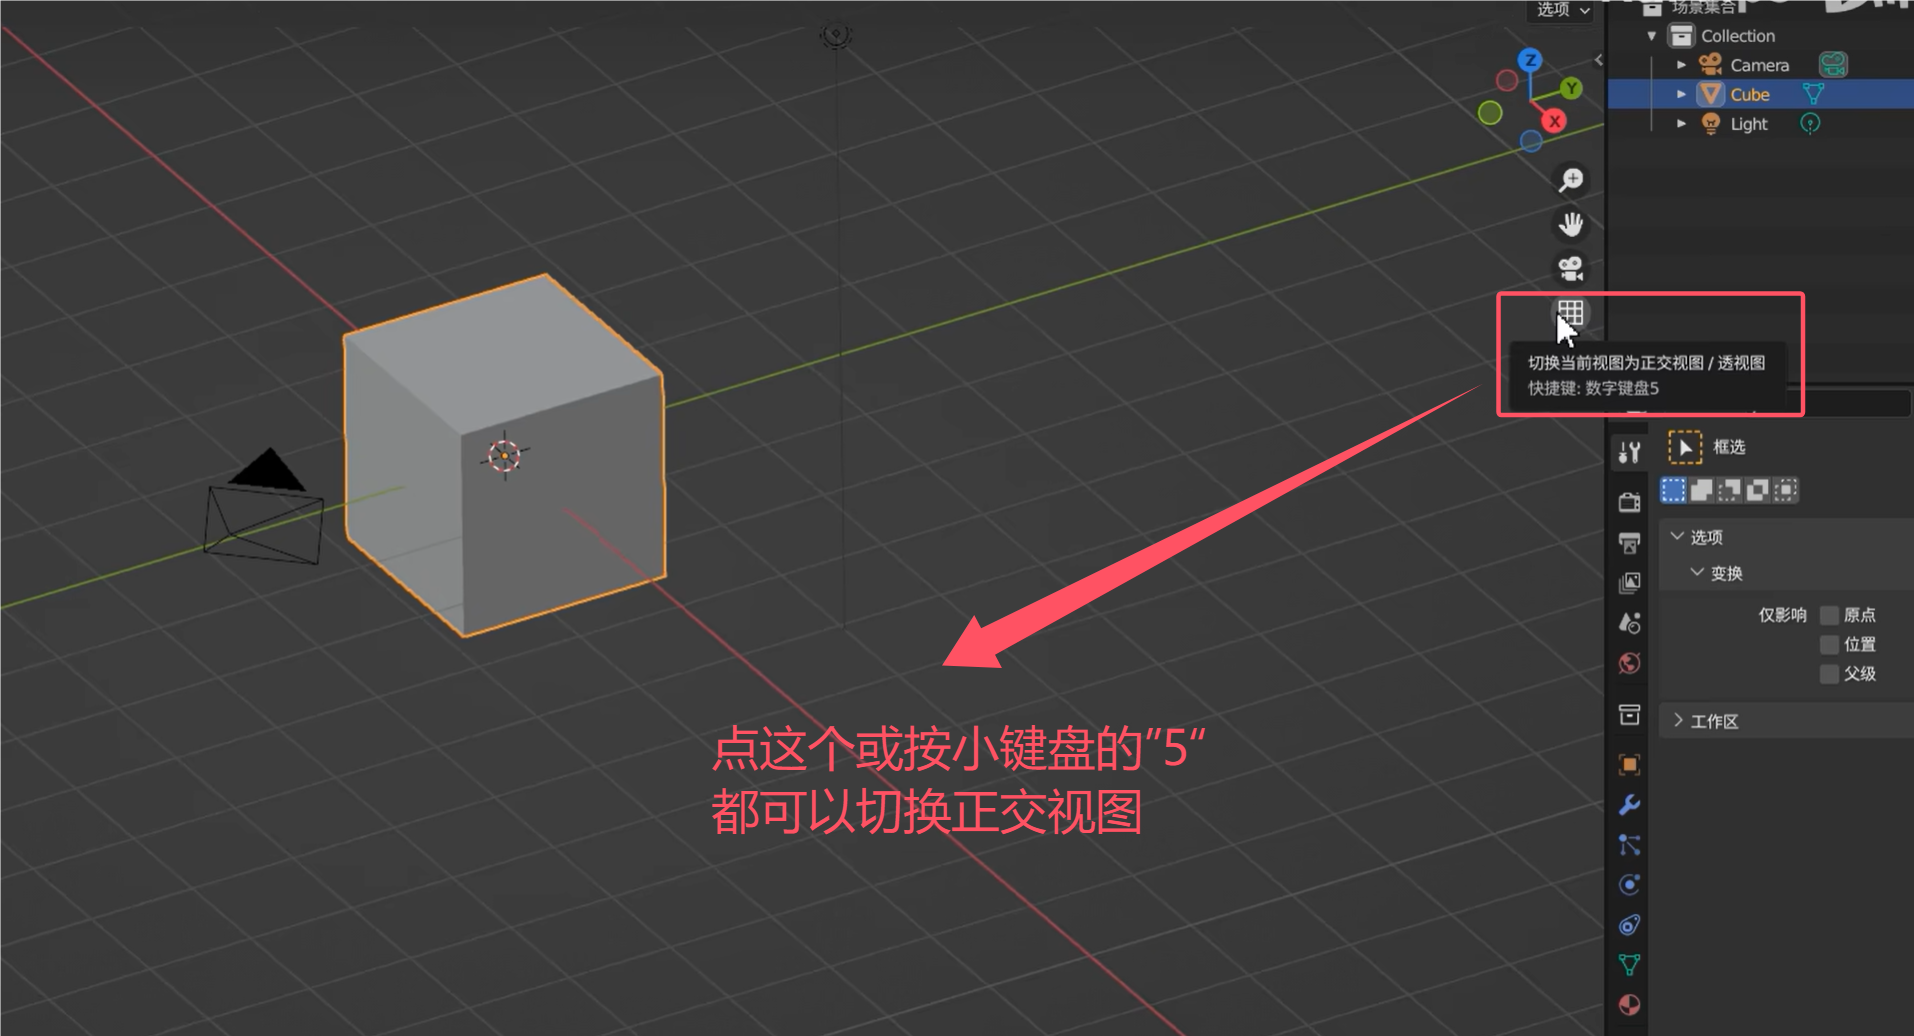 选项
场景集合
Collection
Camera
Cube
Light
Z
Y
X
切换当前视图为正交视图 / 透视图
快捷键: 数字键盘5
框选
选项
变换
仅影响 原点
位置
父级
工作区
点这个或按小键盘的”5“
都可以切换正交视图